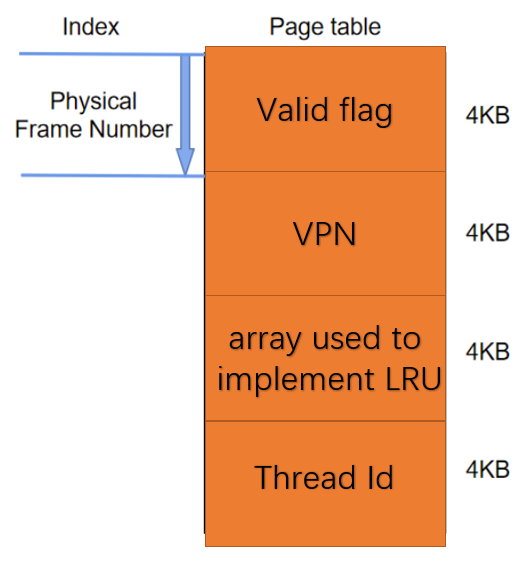 Index
Page table
Physical
Frame Number
Valid flag
4KB
VPN
4KB
array used to
implement LRU
4KB
Thread Id
4KB